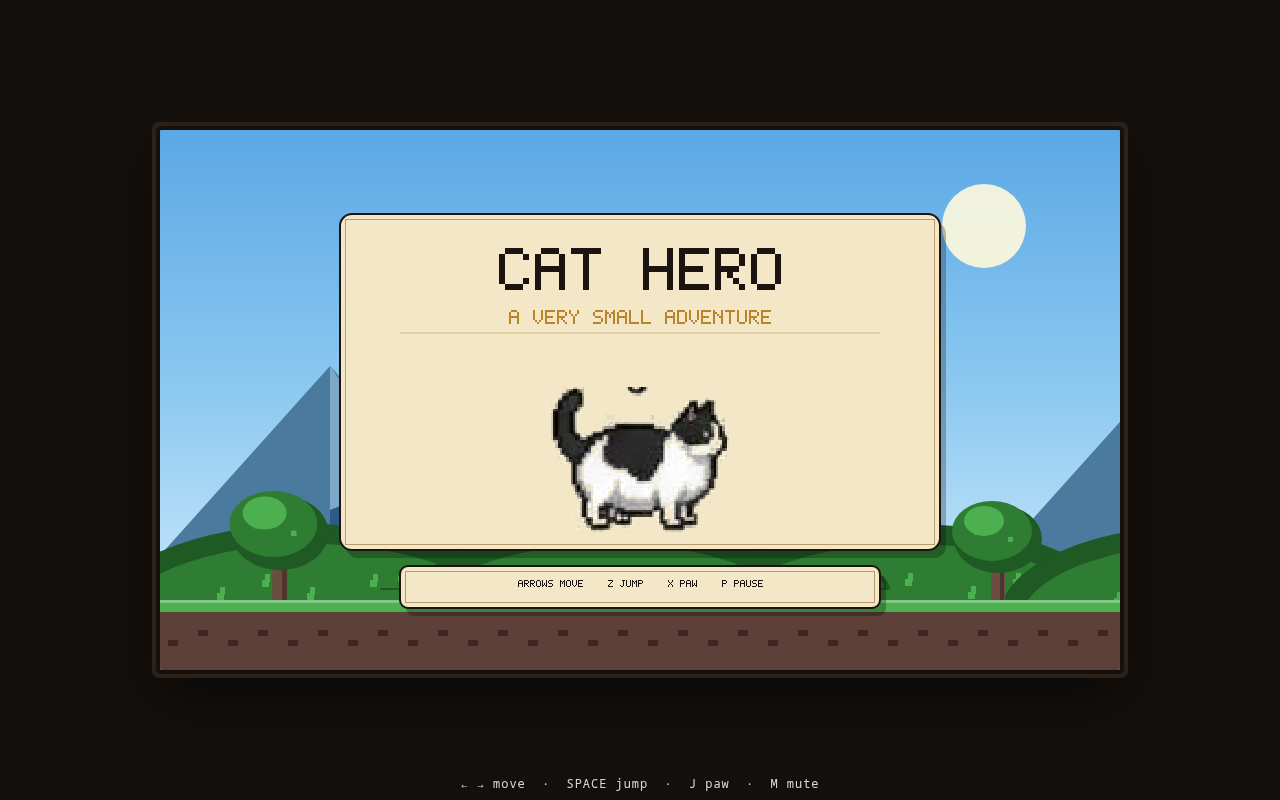 CAT HERO
A VERY SMALL ADVENTURE
ARROWS MOVE Z JUMP X PAW P PAUSE
← → move · SPACE jump · J paw · M mute